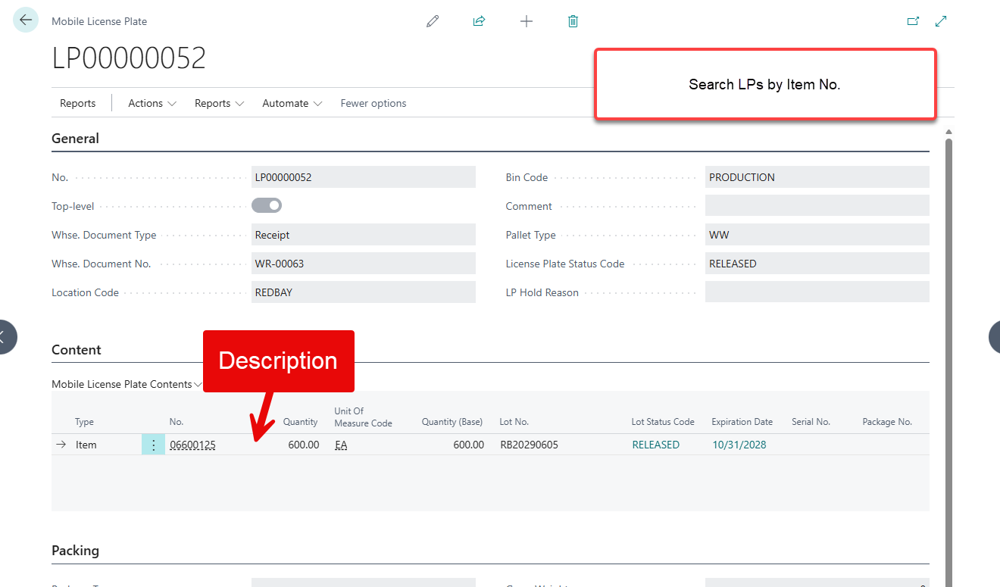 Mobile License Plate
LP00000052
Search LPs by Item No.
Reports Actions Reports Automate Fewer options
General
No. LP00000052 Bin Code PRODUCTION
Top-level Comment
Whse. Document Type Receipt Pallet Type WW
Whse. Document No. WR-00063 License Plate Status Code RELEASED
Location Code REDBAY LP Hold Reason
Content
Description
Mobile License Plate Contents
Type No. Quantity Unit Of Measure Code Quantity (Base) Lot No. Lot Status Code Expiration Date Serial No. Package No.
Item 06600125 600.00 EA 600.00 RB20290605 RELEASED 10/31/2028
Packing